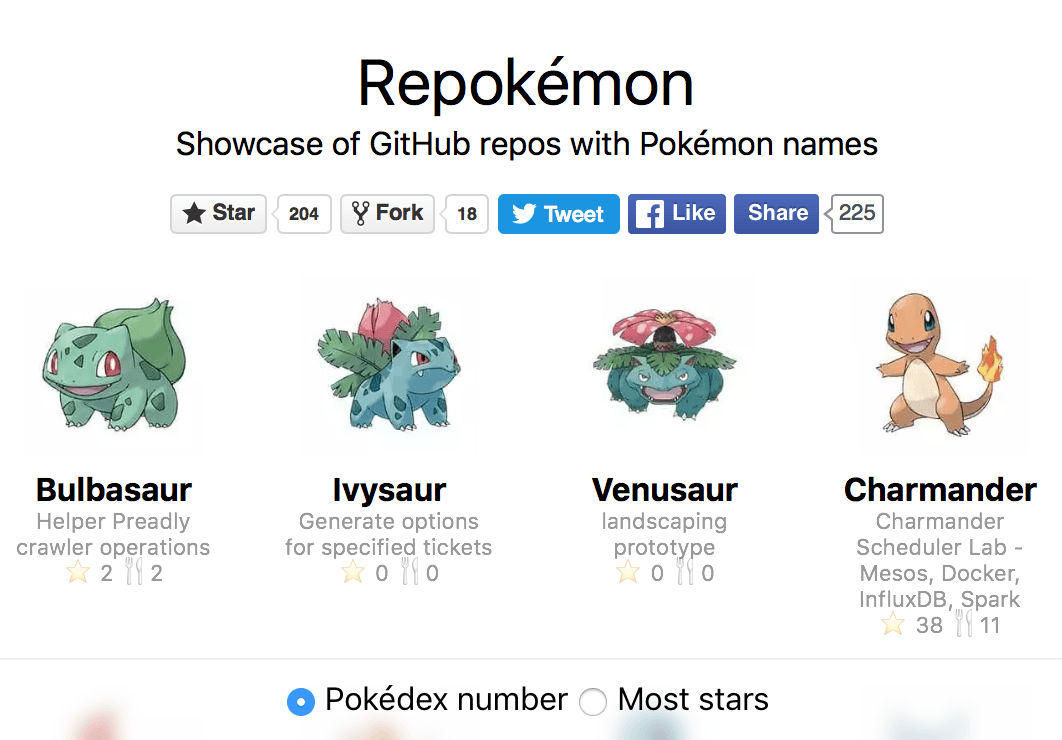 Repokémon
Showcase of GitHub repos with Pokémon names
Star 204 Fork 18 Tweet Like Share 225
Bulbasaur
Helper Preadly
crawler operations
2 2
Ivysaur
Generate options
for specified tickets
0 0
Venusaur
landscaping
prototype
0 0
Charmander
Charmander
Scheduler Lab -
Mesos, Docker,
InfluxDB, Spark
38 11
Pokédex number Most stars